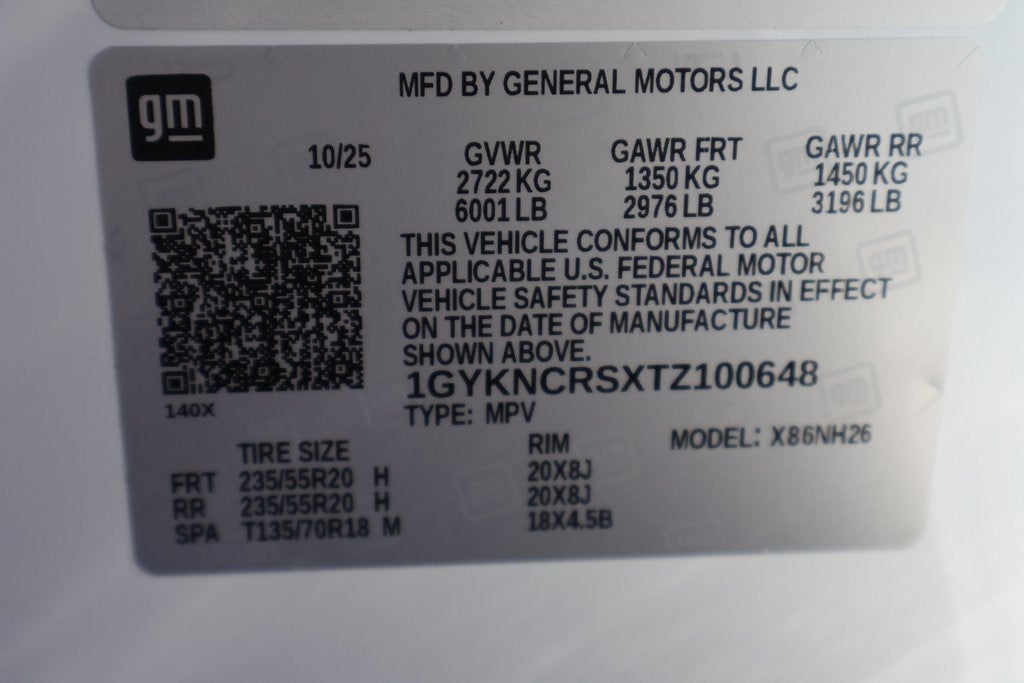 gm
MFD BY GENERAL MOTORS LLC
10/25
GVWR GAWR FRT GAWR RR
2722 KG 1350 KG 1450 KG
6001 LB 2976 LB 3196 LB
THIS VEHICLE CONFORMS TO ALL
APPLICABLE U.S. FEDERAL MOTOR
VEHICLE SAFETY STANDARDS IN EFFECT
ON THE DATE OF MANUFACTURE
SHOWN ABOVE.
1GYKNCRSXTZ100648
140X
TYPE: MPV
TIRE SIZE RIM MODEL: X86NH26
FRT 235/55R20 H 20X8J
RR 235/55R20 H 20X8J
SPA T135/70R18 M 18X4.5B